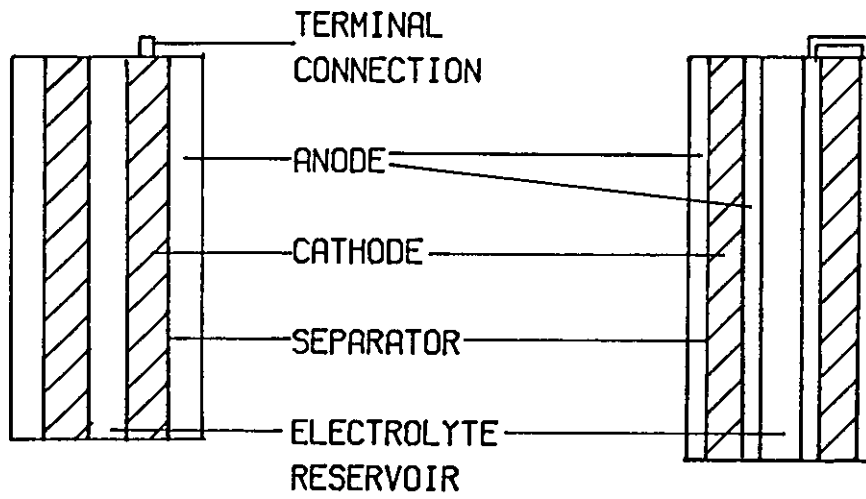 TERMINAL
CONNECTION
ANODE
CATHODE
SEPARATOR
ELECTROLYTE
RESERVOIR